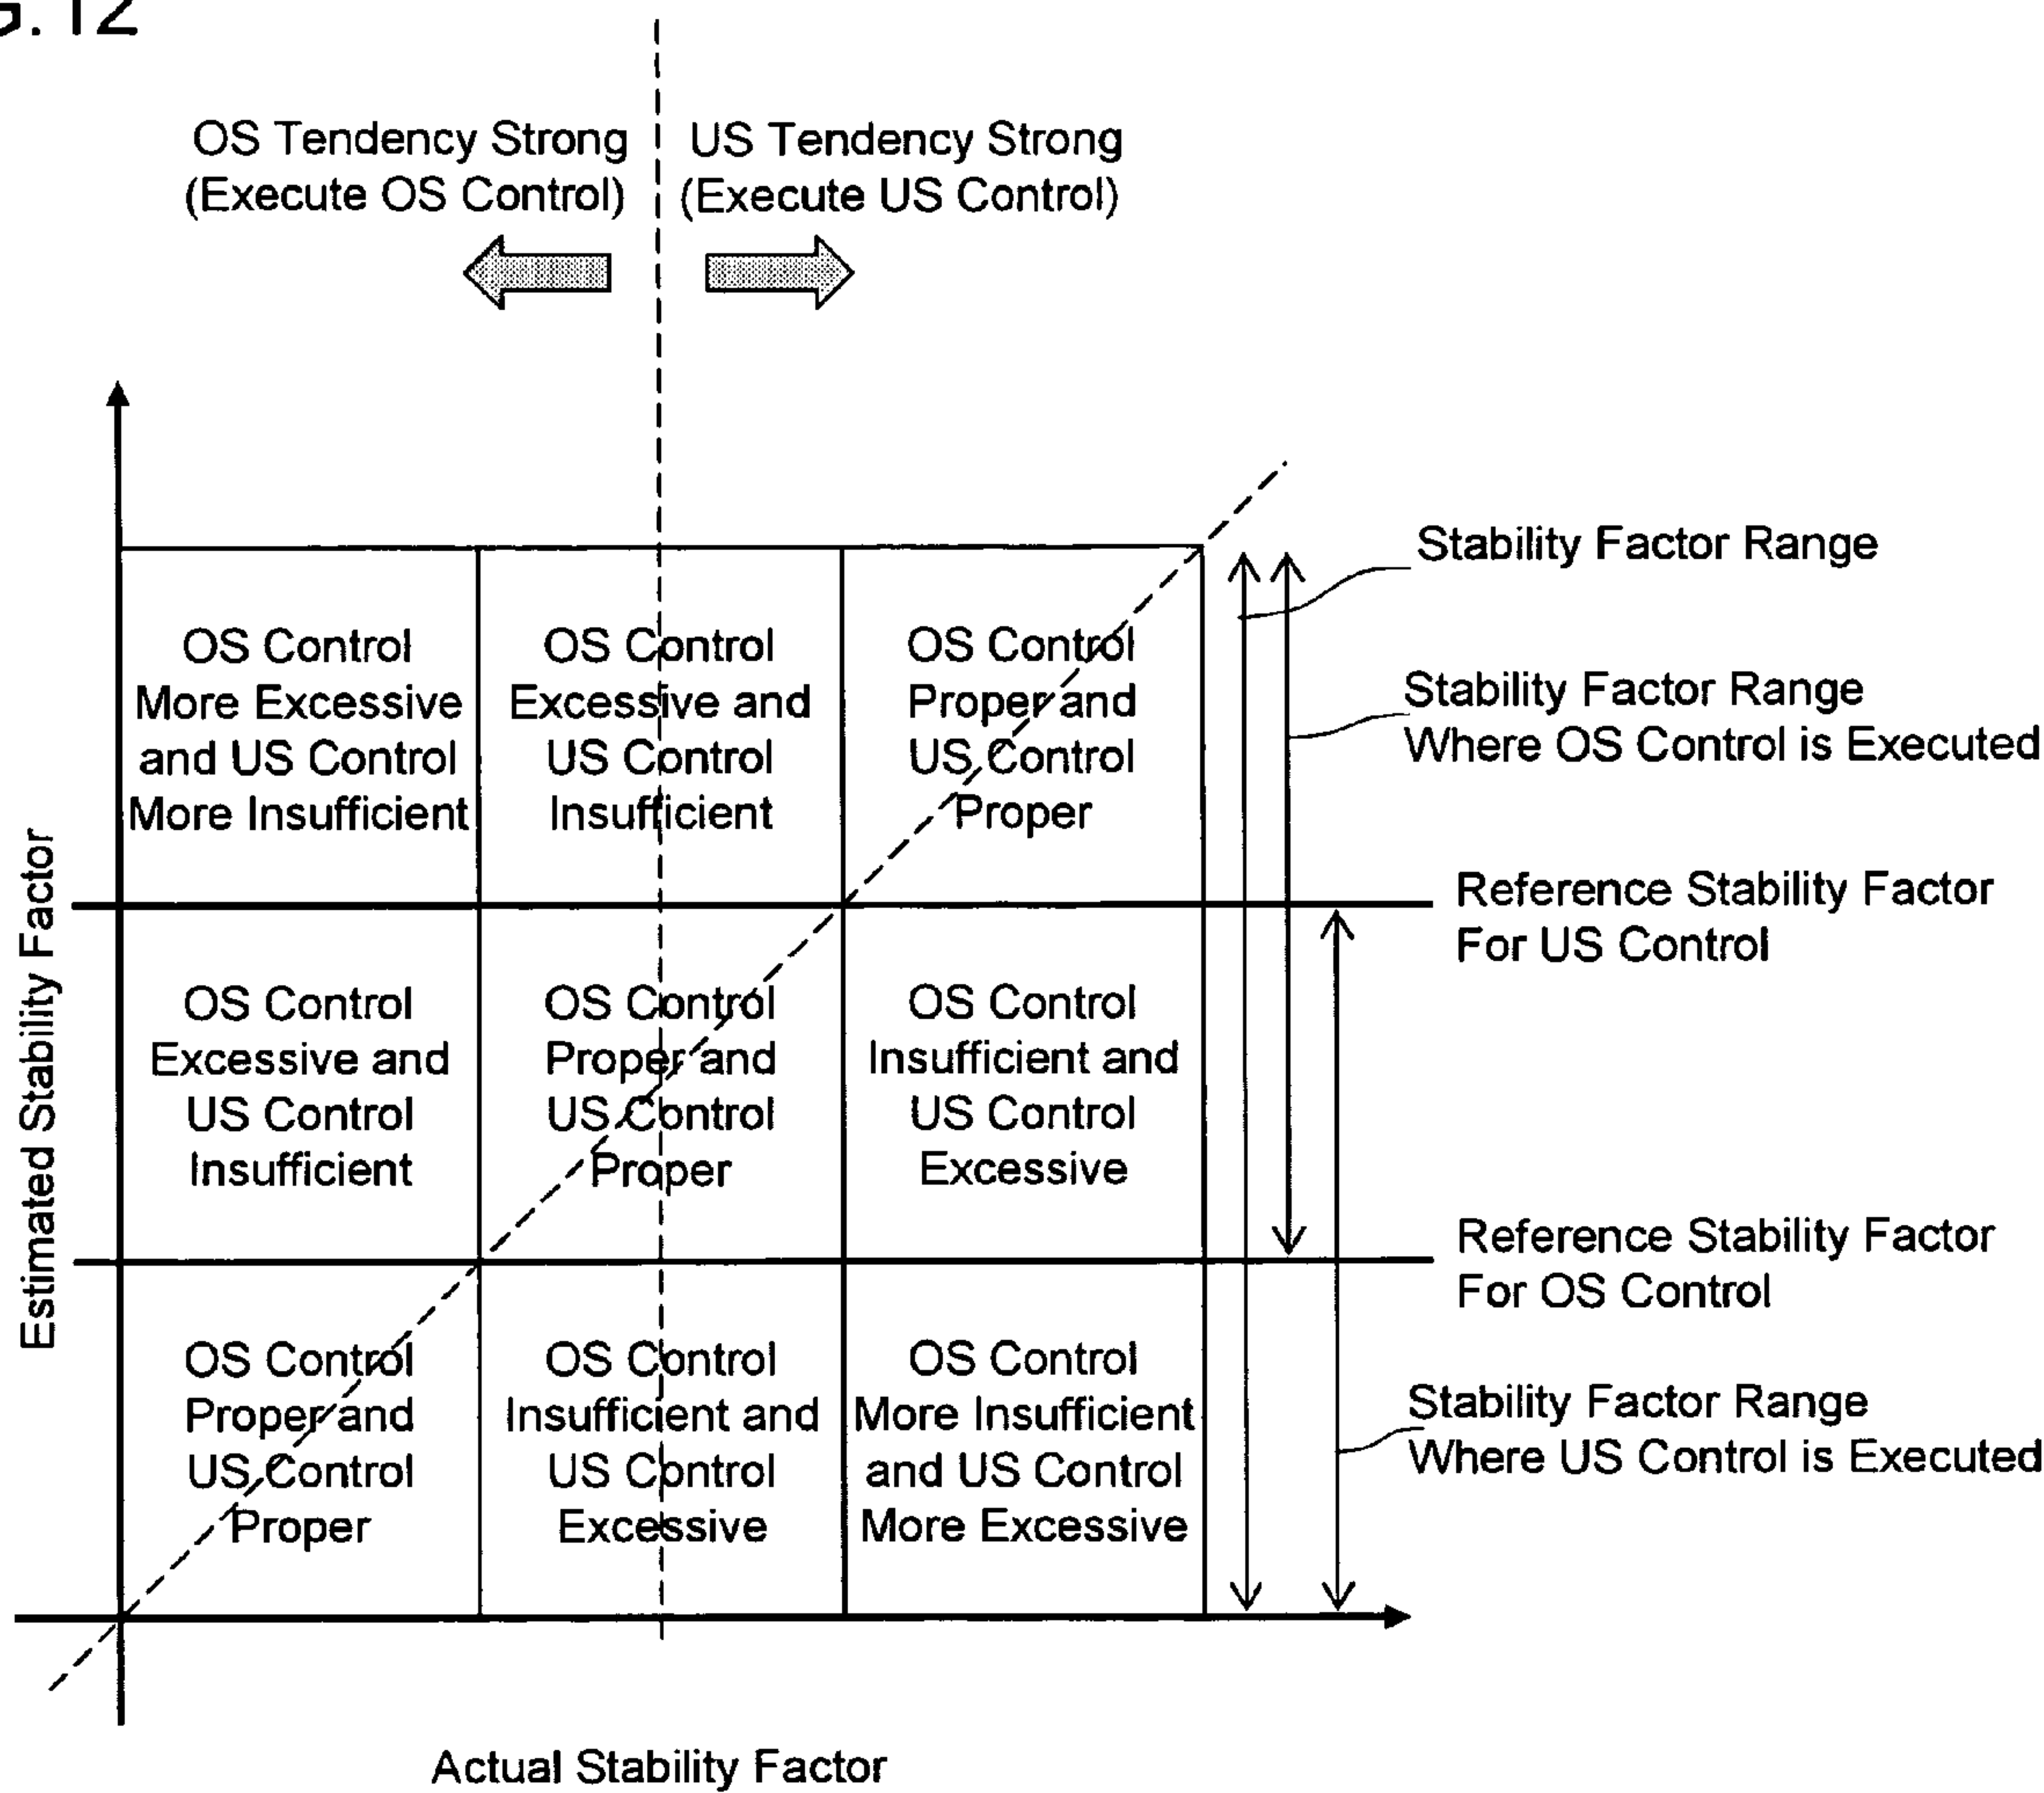 G. 12
OS Tendency Strong
(Execute OS Control)
US Tendency Strong
(Execute US Control)
Estimated Stability Factor
OS Control
More Excessive
and US Control
More Insufficient
OS Control
Excessive and
US Control
Insufficient
OS Control
Proper and
US Control
Proper
OS Control
Excessive and
US Control
Insufficient
OS Control
Proper and
US Control
Proper
OS Control
Insufficient and
US Control
Excessive
OS Control
Proper and
US Control
Proper
OS Control
Insufficient and
US Control
Excessive
OS Control
More Insufficient
and US Control
More Excessive
Stability Factor Range
Stability Factor Range
Where OS Control is Executed
Reference Stability Factor
For US Control
Reference Stability Factor
For OS Control
Stability Factor Range
Where US Control is Executed
Actual Stability Factor